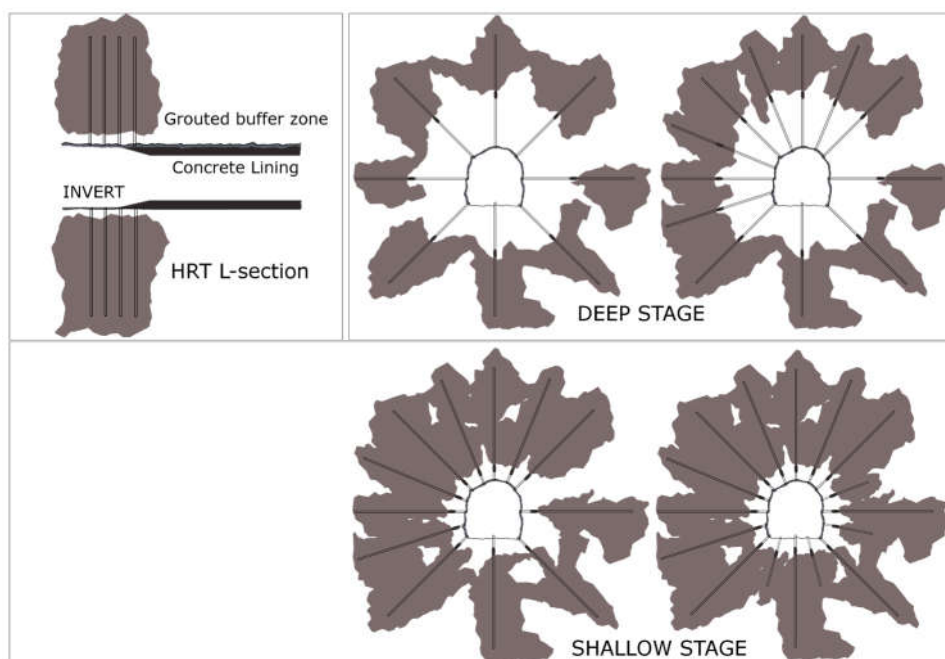 Grouted buffer zone
Concrete Lining
INVERT
HRT L-section
DEEP STAGE
SHALLOW STAGE